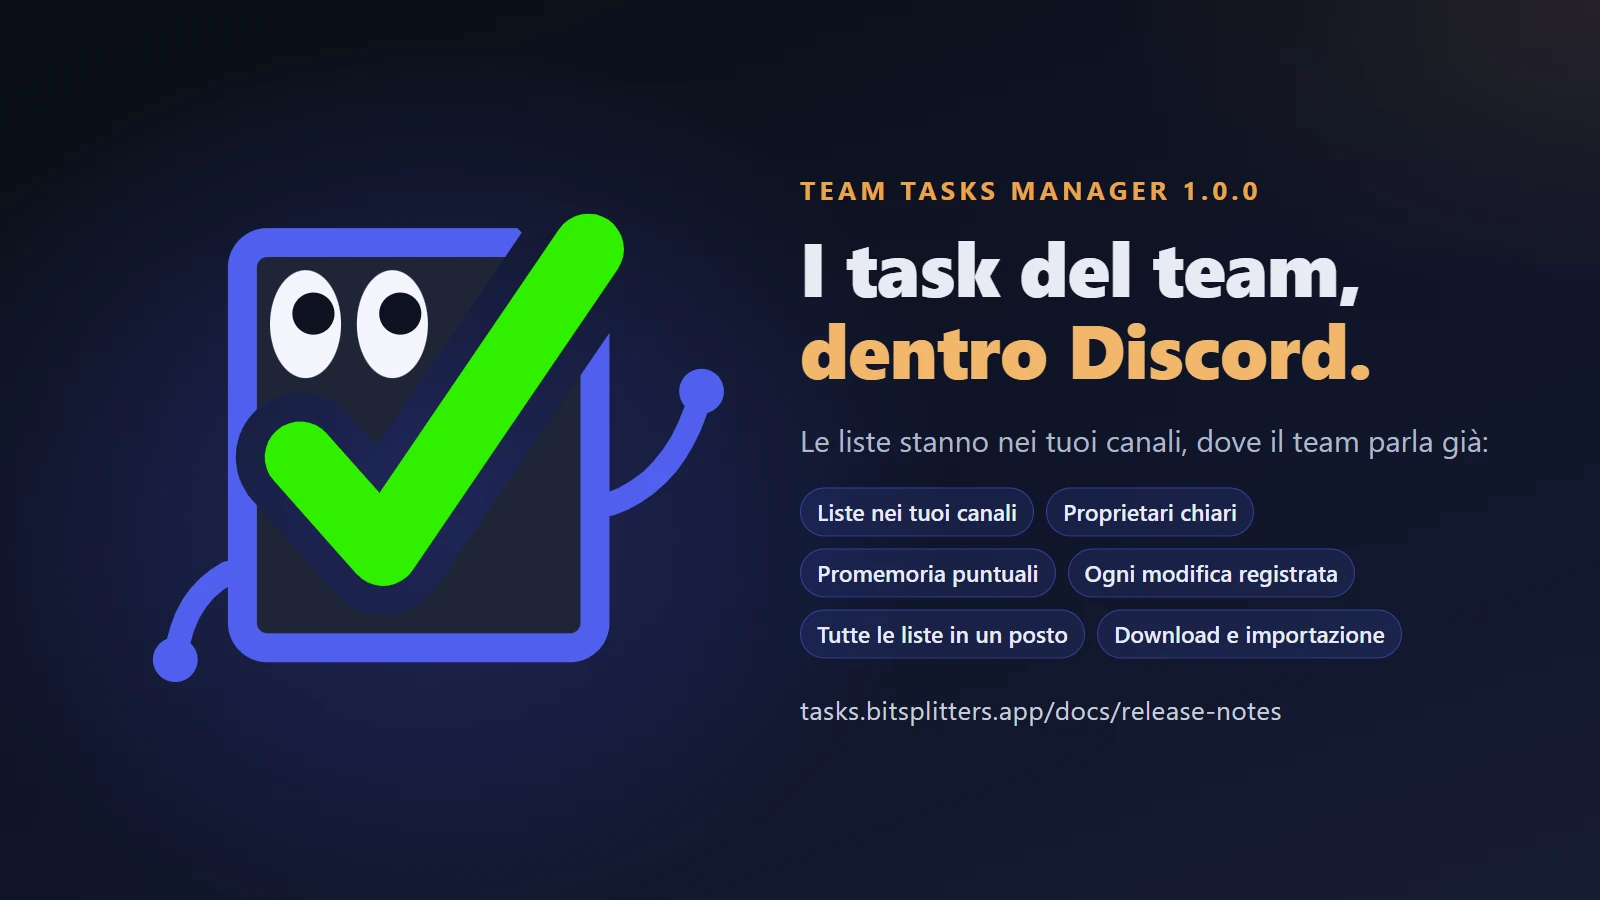 TEAM TASKS MANAGER 1.0.0
I task del team,
dentro Discord.
Le liste stanno nei tuoi canali, dove il team parla già:
Liste nei tuoi canali
Proprietari chiari
Promemoria puntuali
Ogni modifica registrata
Tutte le liste in un posto
Download e importazione
tasks.bitsplitters.app/docs/release-notes